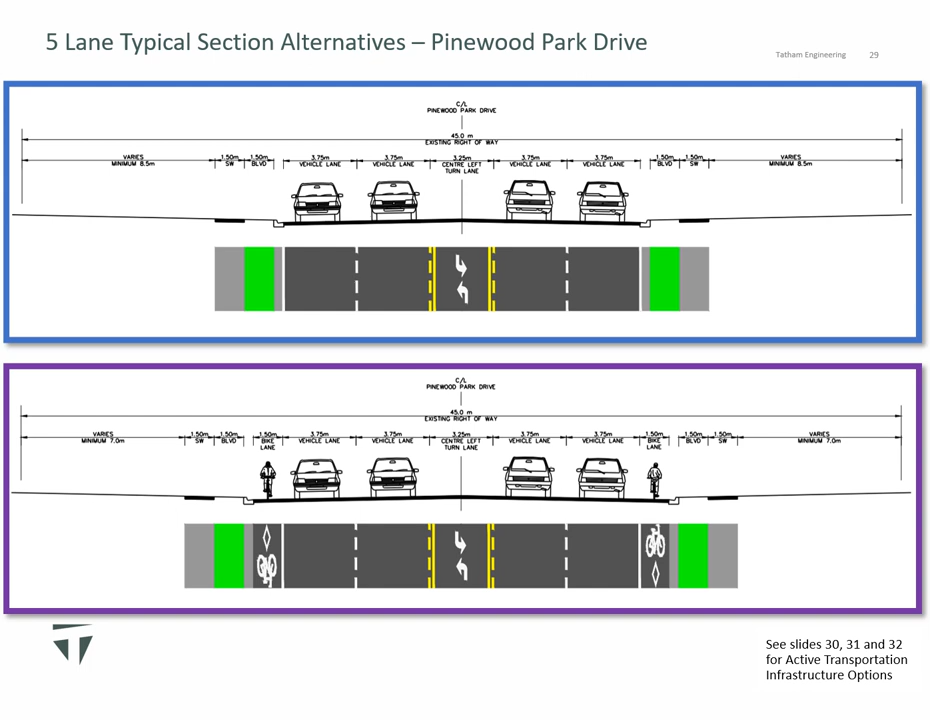 5 Lane Typical Section Alternatives – Pinewood Park Drive
Tatham Engineering 29
C/L
PINEWOOD PARK DRIVE
45.0 m
EXISTING RIGHT OF WAY
VARIES
MINIMUM 8.5m
1.50m
SW
1.50m
BLVD
3.75m
VEHICLE LANE
3.75m
VEHICLE LANE
3.25m
CENTRE LEFT
TURN LANE
3.75m
VEHICLE LANE
3.75m
VEHICLE LANE
1.50m
BLVD
1.50m
SW
VARIES
MINIMUM 8.5m
C/L
PINEWOOD PARK DRIVE
45.0 m
EXISTING RIGHT OF WAY
VARIES
MINIMUM 7.0m
1.50m
SW
1.50m
BLVD
1.50m
BIKE
LANE
3.75m
VEHICLE LANE
3.75m
VEHICLE LANE
3.25m
CENTRE LEFT
TURN LANE
3.75m
VEHICLE LANE
3.75m
VEHICLE LANE
1.50m
BIKE
LANE
1.50m
BLVD
1.50m
SW
VARIES
MINIMUM 7.0m
See slides 30, 31 and 32
for Active Transportation
Infrastructure Options